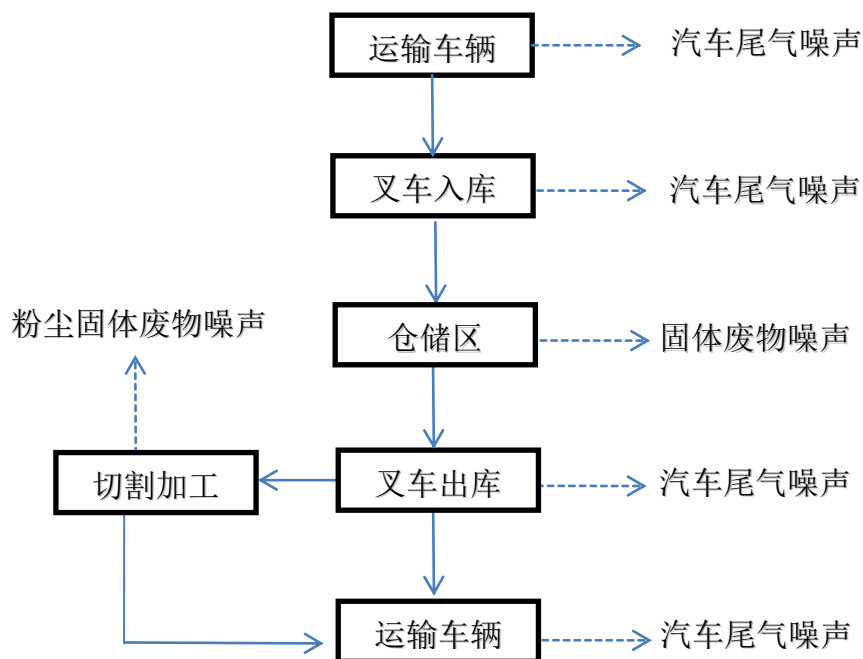 运输车辆
汽车尾气噪声
叉车入库
汽车尾气噪声
粉尘固体废物噪声
仓储区
固体废物噪声
切割加工
叉车出库
汽车尾气噪声
运输车辆
汽车尾气噪声